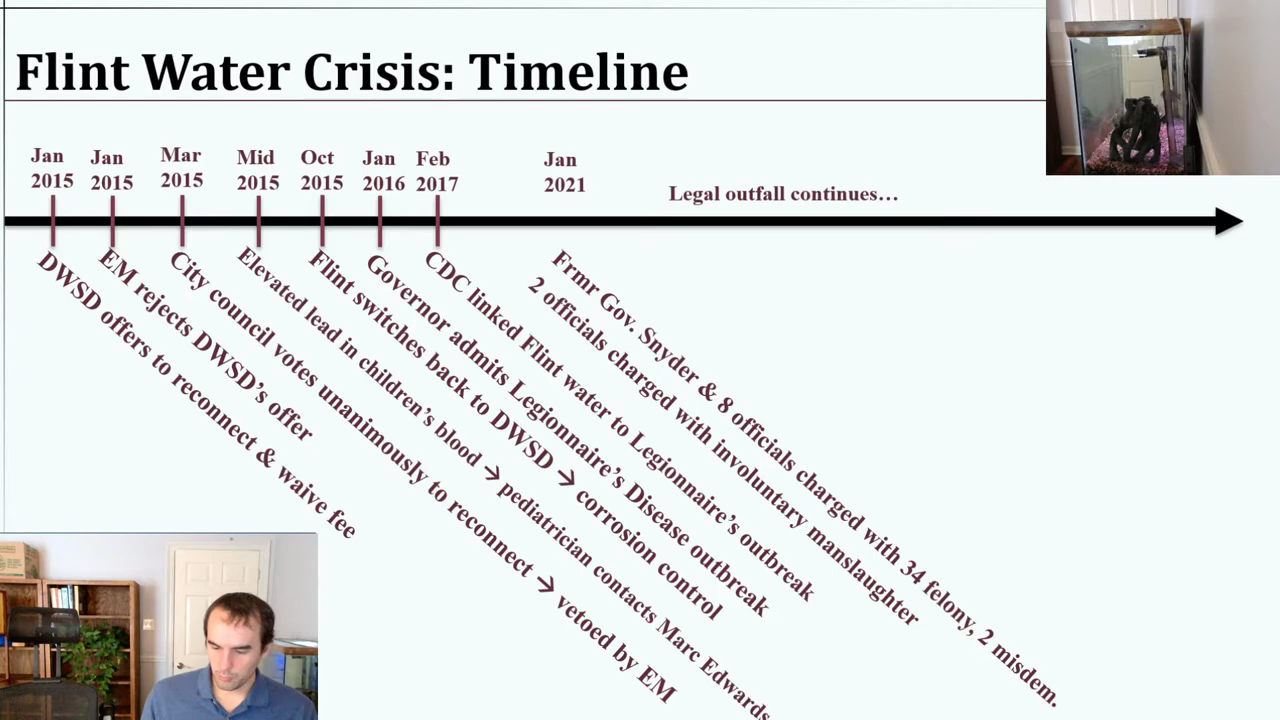 Flint Water Crisis: Timeline
Jan
2015
Jan
2015
Mar
2015
Mid
2015
Oct
2015
Jan
2016
Feb
2017
Jan
2021
Legal outfall continues…
DWSD offers to reconnect & waive fee
EM rejects DWSD’s offer
City council votes unanimously to reconnect → vetoed by EM
Elevated lead in children’s blood → pediatrician contacts Marc Edwards
Flint switches back to DWSD → corrosion control
Governor admits Legionnaire’s Disease outbreak
CDC linked Flint water to Legionnaire’s outbreak
Frmr Gov. Snyder & 8 officials charged with 34 felony, 2 misdem.
2 officials charged with involuntary manslaughter